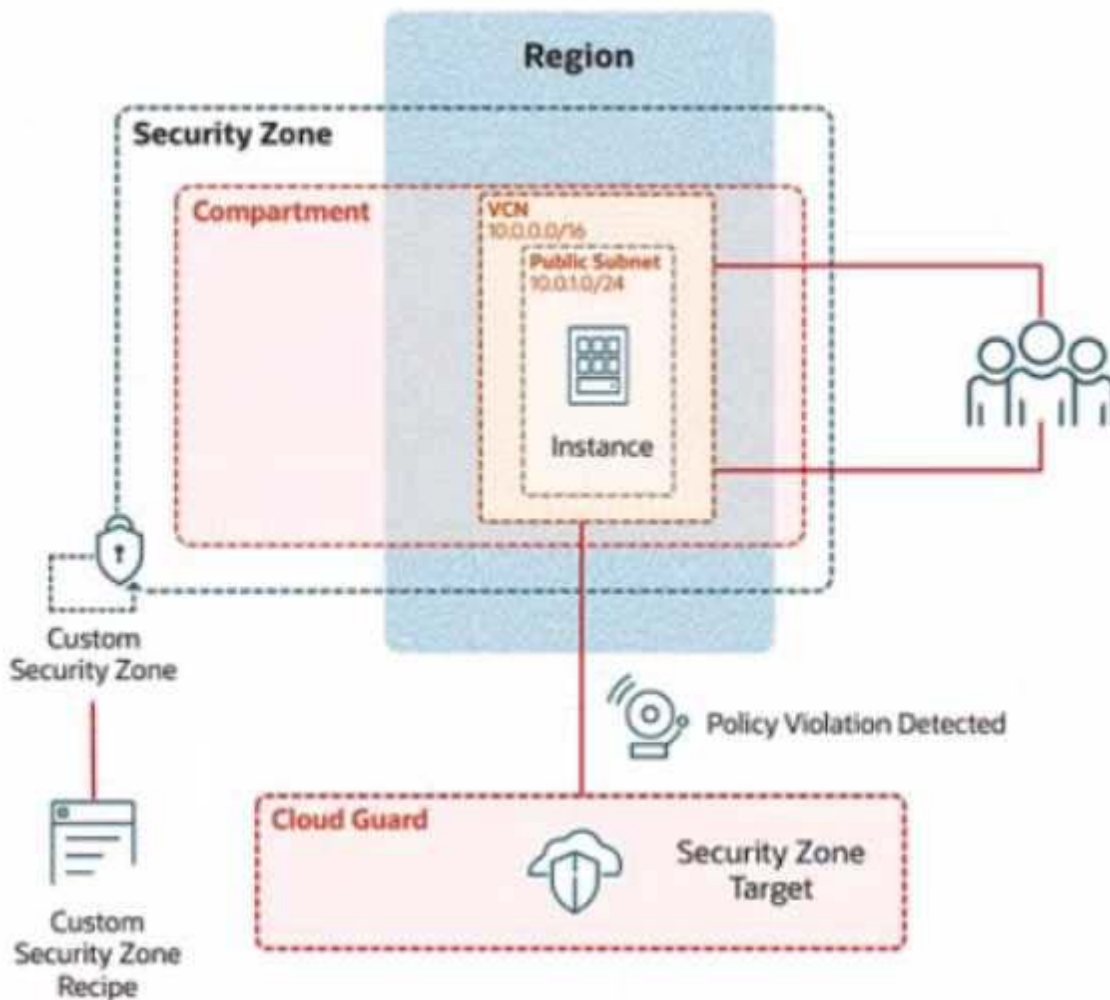 Region
Security Zone
Compartment
VCN
10.0.0.0/16
Public Subnet
10.0.1.0/24
Instance
Custom
Security Zone
Policy Violation Detected
Cloud Guard
Security Zone
Target
Custom
Security Zone
Recipe